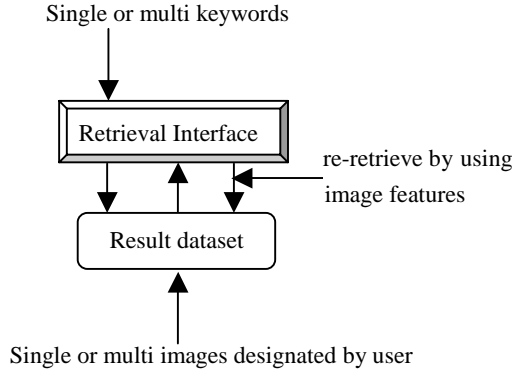 Single or multi keywords
Retrieval Interface
re-retrieve by using
image features
Result dataset
Single or multi images designated by user